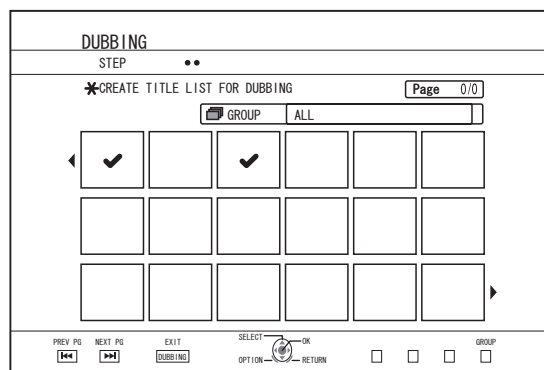 DUBBING
STEP
*CREATE TITLE LIST FOR DUBBING
Page 0/0
GROUP ALL
PREV PG NEXT PG EXIT SELECT OK GROUP
DUBBING OPTION RETURN